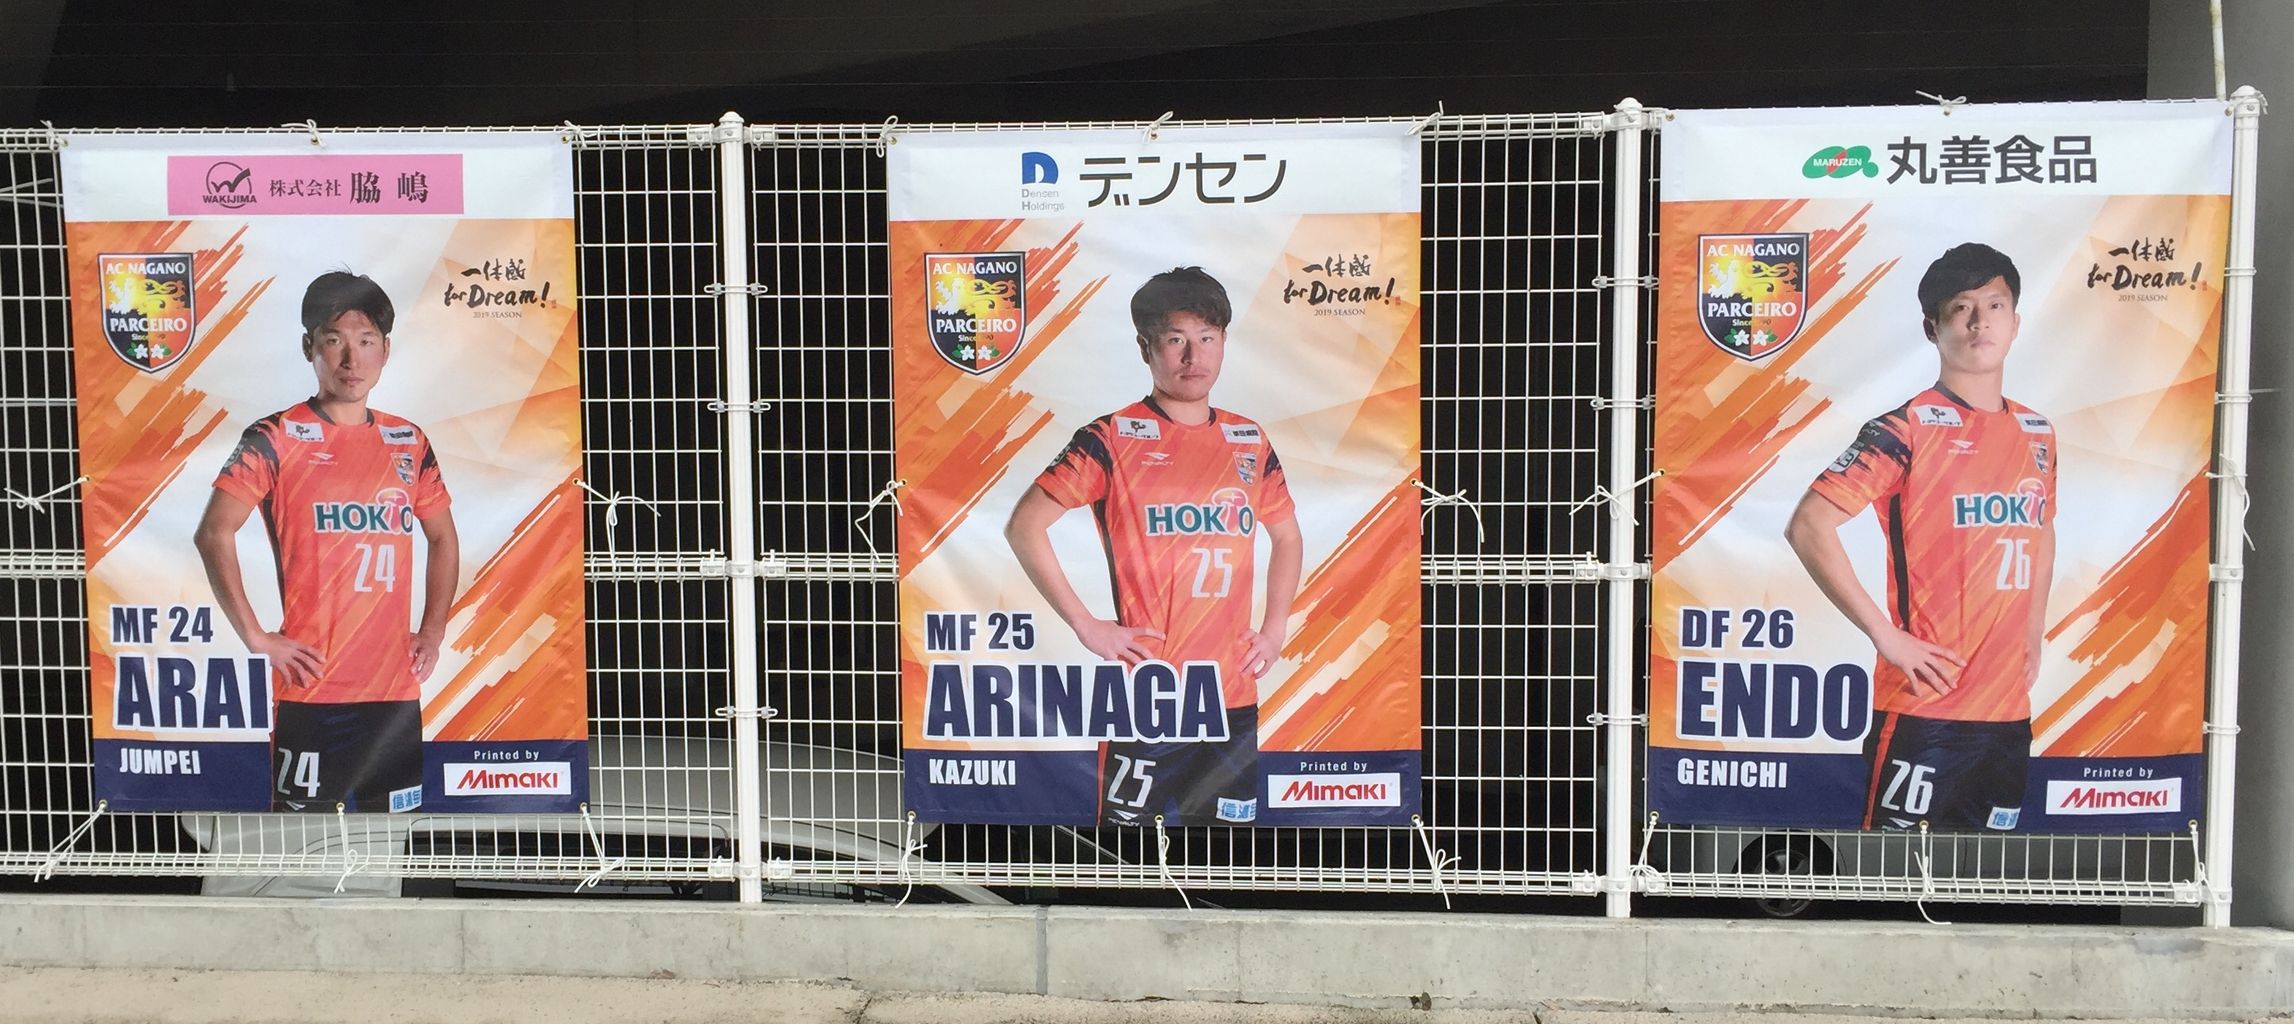 WAKIJIMA
株式会社 脇嶋
AC NAGANO
PARCEIRO
一体感
for Dream!
2019 SEASON
PENALTY
HOKTO
24
MF 24
ARAI
JUMPEI
24
Printed by
Mimaki
Densen
Holdings
デンセン
AC NAGANO
PARCEIRO
一体感
for Dream!
2019 SEASON
PENALTY
HOKTO
25
MF 25
ARINAGA
KAZUKI
25
PENALTY
Printed by
Mimaki
MARUZEN
丸善食品
AC NAGANO
PARCEIRO
一体感
for Dream!
2019 SEASON
PENALTY
HOKTO
26
DF 26
ENDO
GENICHI
26
Printed by
Mimaki